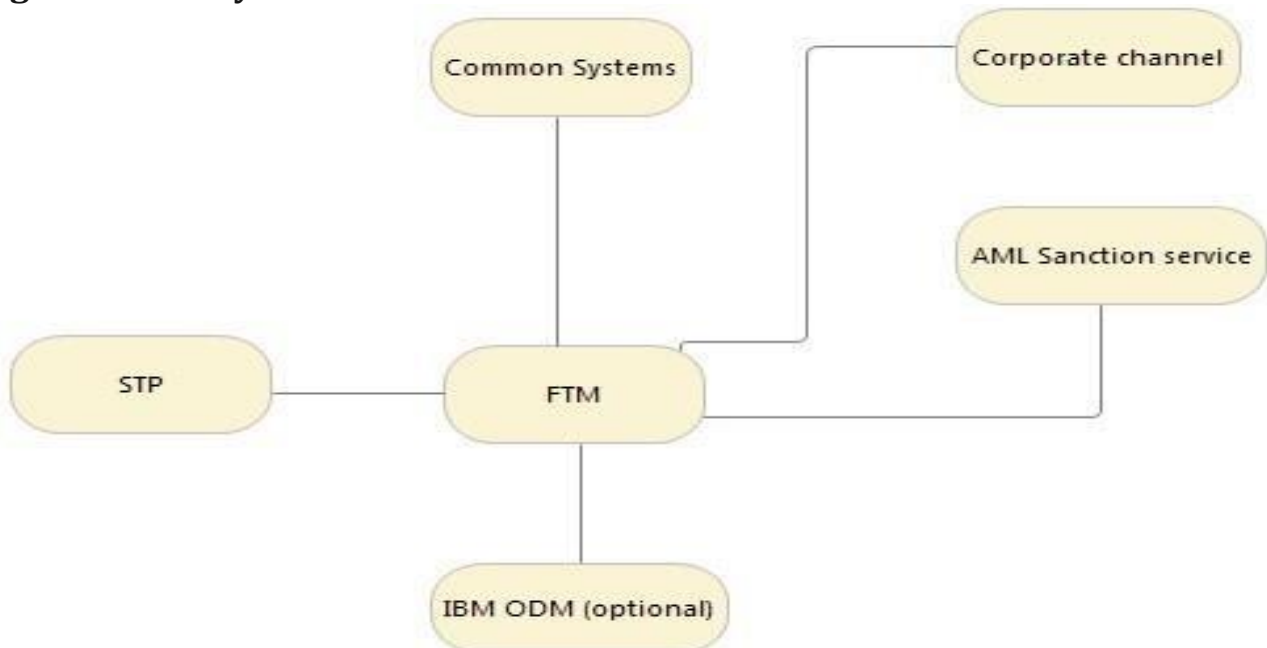 Common Systems
Corporate channel
AML Sanction service
STP
FTM
IBM ODM (optional)